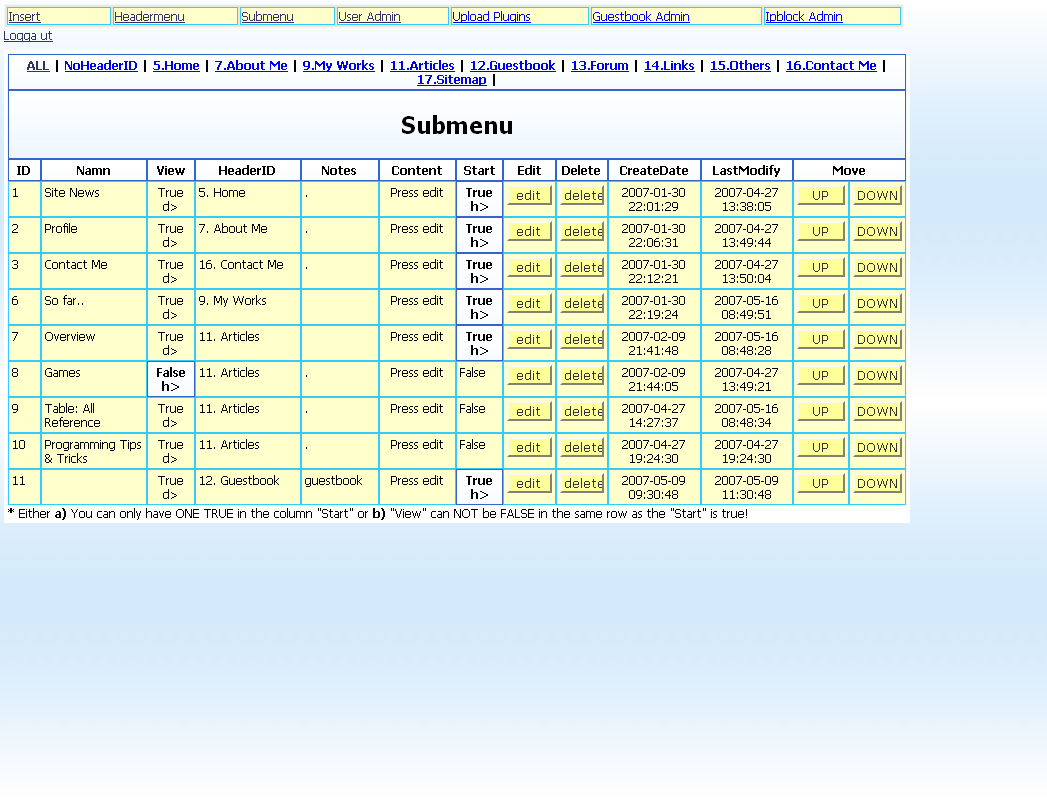 Insert Headermenu Submenu User Admin Upload Plugins Guestbook Admin Ipblock Admin
Logga ut
ALL | NoHeaderID | 5.Home | 7.About Me | 9.My Works | 11.Articles | 12.Guestbook | 13.Forum | 14.Links | 15.Others | 16.Contact Me |
17.Sitemap |
Submenu
ID Namn View HeaderID Notes Content Start Edit Delete CreateDate LastModify Move
1 Site News True 5. Home . Press edit True edit delete 2007-01-30 2007-04-27 UP DOWN
d> h> 22:01:29 13:38:05
2 Profile True 7. About Me . Press edit True edit delete 2007-01-30 2007-04-27 UP DOWN
d> h> 22:06:31 13:49:44
3 Contact Me True 16. Contact Me . Press edit True edit delete 2007-01-30 2007-04-27 UP DOWN
d> h> 22:12:21 13:50:04
6 So far.. True 9. My Works Press edit True edit delete 2007-01-30 2007-05-16 UP DOWN
d> h> 22:19:24 08:49:51
7 Overview True 11. Articles Press edit True edit delete 2007-02-09 2007-05-16 UP DOWN
d> h> 21:41:48 08:48:28
8 Games False 11. Articles . Press edit False edit delete 2007-02-09 2007-04-27 UP DOWN
h> 21:44:05 13:49:21
9 Table: All True 11. Articles . Press edit False edit delete 2007-04-27 2007-05-16 UP DOWN
Reference d> 14:27:37 08:48:34
10 Programming Tips True 11. Articles . Press edit False edit delete 2007-04-27 2007-04-27 UP DOWN
& Tricks d> 19:24:30 19:24:30
11 True 12. Guestbook guestbook Press edit True edit delete 2007-05-09 2007-05-09 UP DOWN
d> h> 09:30:48 11:30:48
* Either a) You can only have ONE TRUE in the column "Start" or b) "View" can NOT be FALSE in the same row as the "Start" is true!